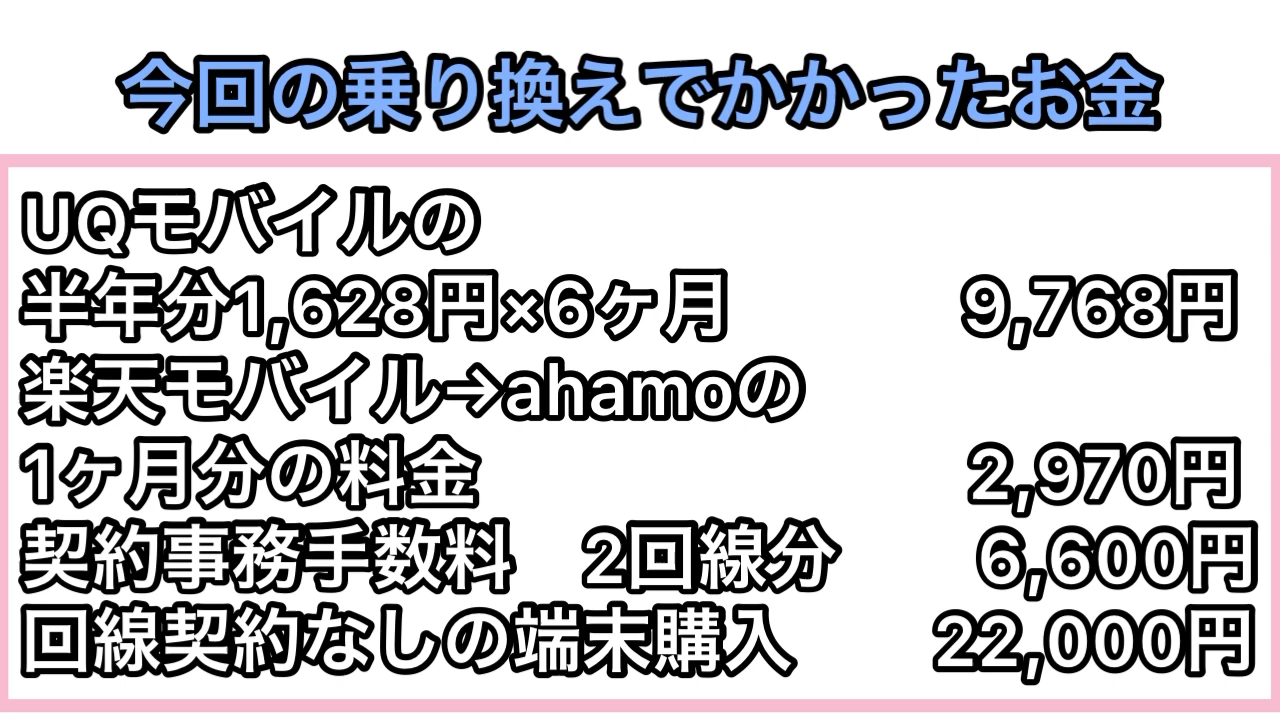 今回の乗り換えでかかったお金
UQモバイルの
半年分1,628円×6ヶ月 9,768円
楽天モバイル→ahamoの
1ヶ月分の料金 2,970円
契約事務手数料 2回線分 6,600円
回線契約なしの端末購入 22,000円